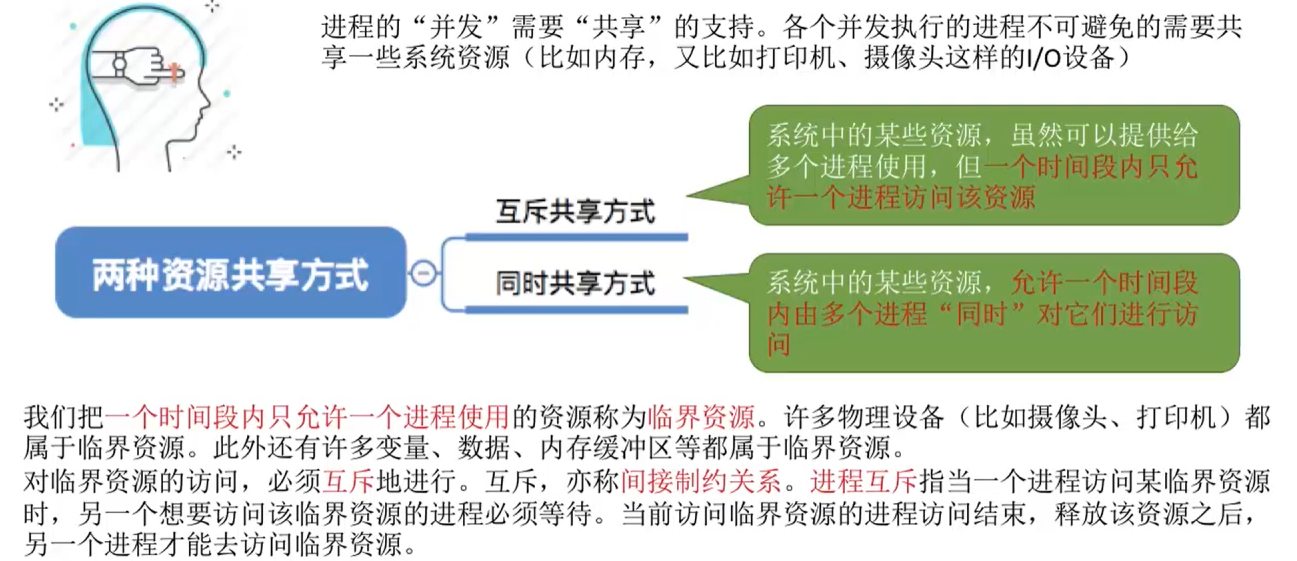 进程的“并发”需要“共享”的支持。各个并发执行的进程不可避免的需要共
享一些系统资源（比如内存，又比如打印机、摄像头这样的I/O设备）
系统中的某些资源，虽然可以提供给
多个进程使用，但一个时间段内只允
许一个进程访问该资源
互斥共享方式
两种资源共享方式
同时共享方式
系统中的某些资源，允许一个时间段
内由多个进程“同时”对它们进行访
问
我们把一个时间段内只允许一个进程使用的资源称为临界资源。许多物理设备（比如摄像头、打印机）都
属于临界资源。此外还有许多变量、数据、内存缓冲区等都属于临界资源。
对临界资源的访问，必须互斥地进行。互斥，亦称间接制约关系。进程互斥指当一个进程访问某临界资源
时，另一个想要访问该临界资源的进程必须等待。当前访问临界资源的进程访问结束，释放该资源之后，
另一个进程才能去访问临界资源。